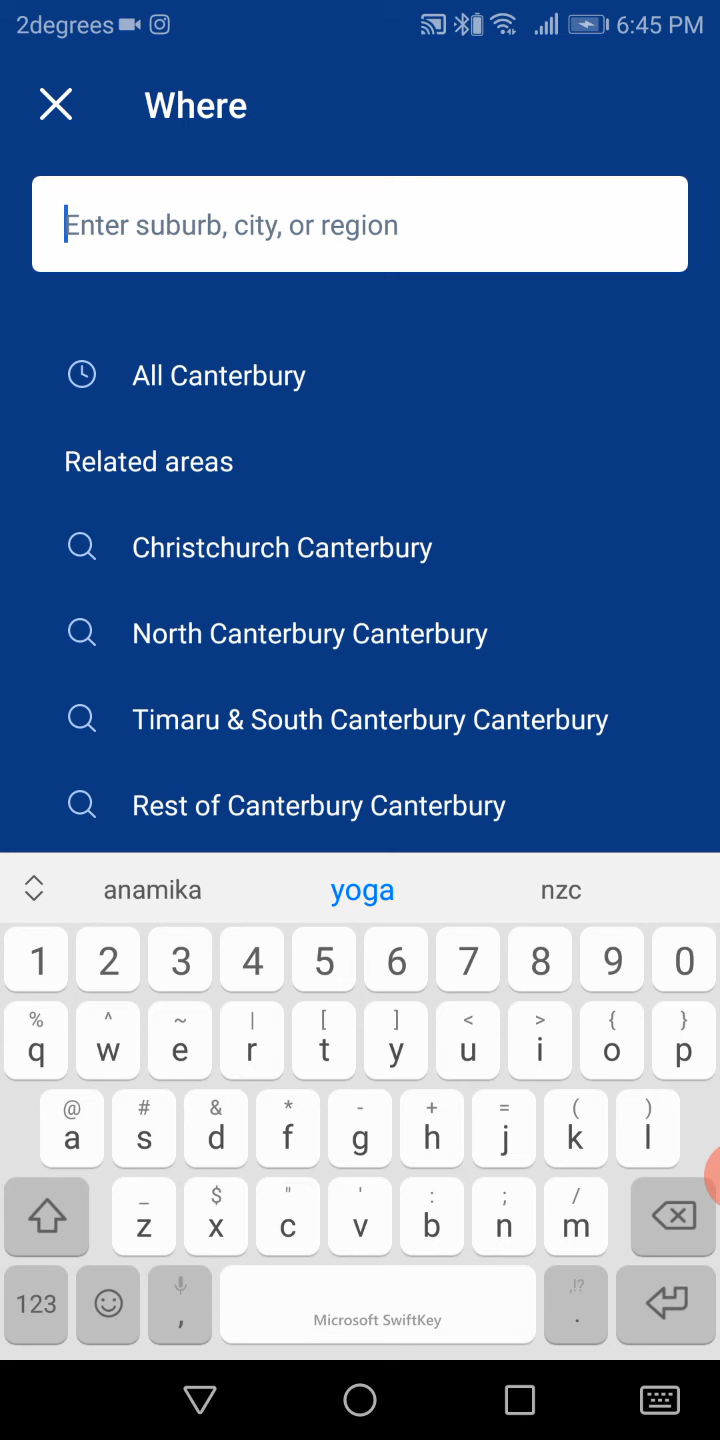 2degrees 6:45 PM
Where
Enter suburb, city, or region
All Canterbury
Related areas
Christchurch Canterbury
North Canterbury Canterbury
Timaru & South Canterbury Canterbury
Rest of Canterbury Canterbury
anamika yoga nzc
1 2 3 4 5 6 7 8 9 0
% ^ ~ | [ ] < > { }
q w e r t y u i o p
@ # & * - + = ( )
a s d f g h j k l
_ $ " ' : ; /
z x c v b n m
123 , Microsoft SwiftKey ,!? .